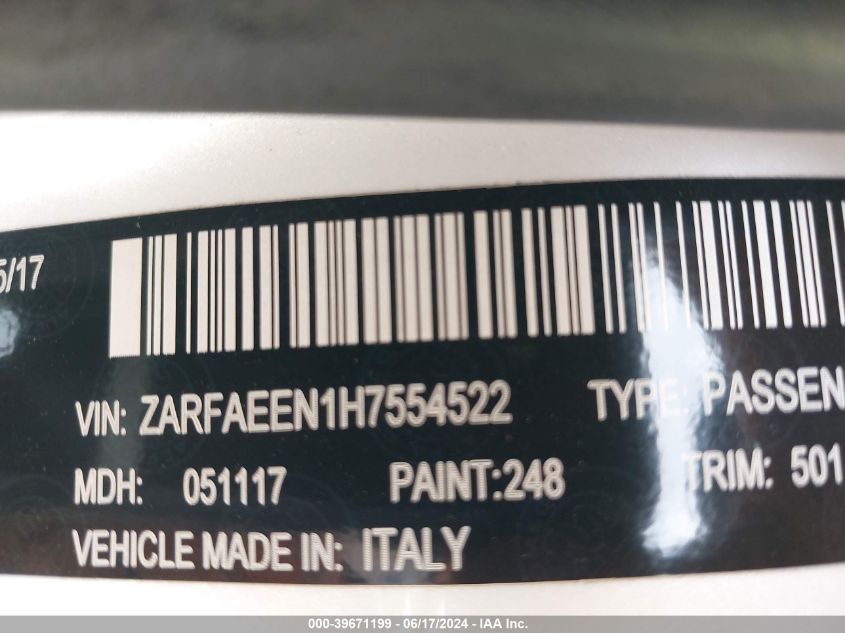 5/17
VIN: ZARFAEEN1H7554522 TYPE: PASSEN
MDH: 051117 PAINT:248 TRIM: 501
VEHICLE MADE IN: ITALY
000-39671199 - 06/17/2024 - IAA Inc.